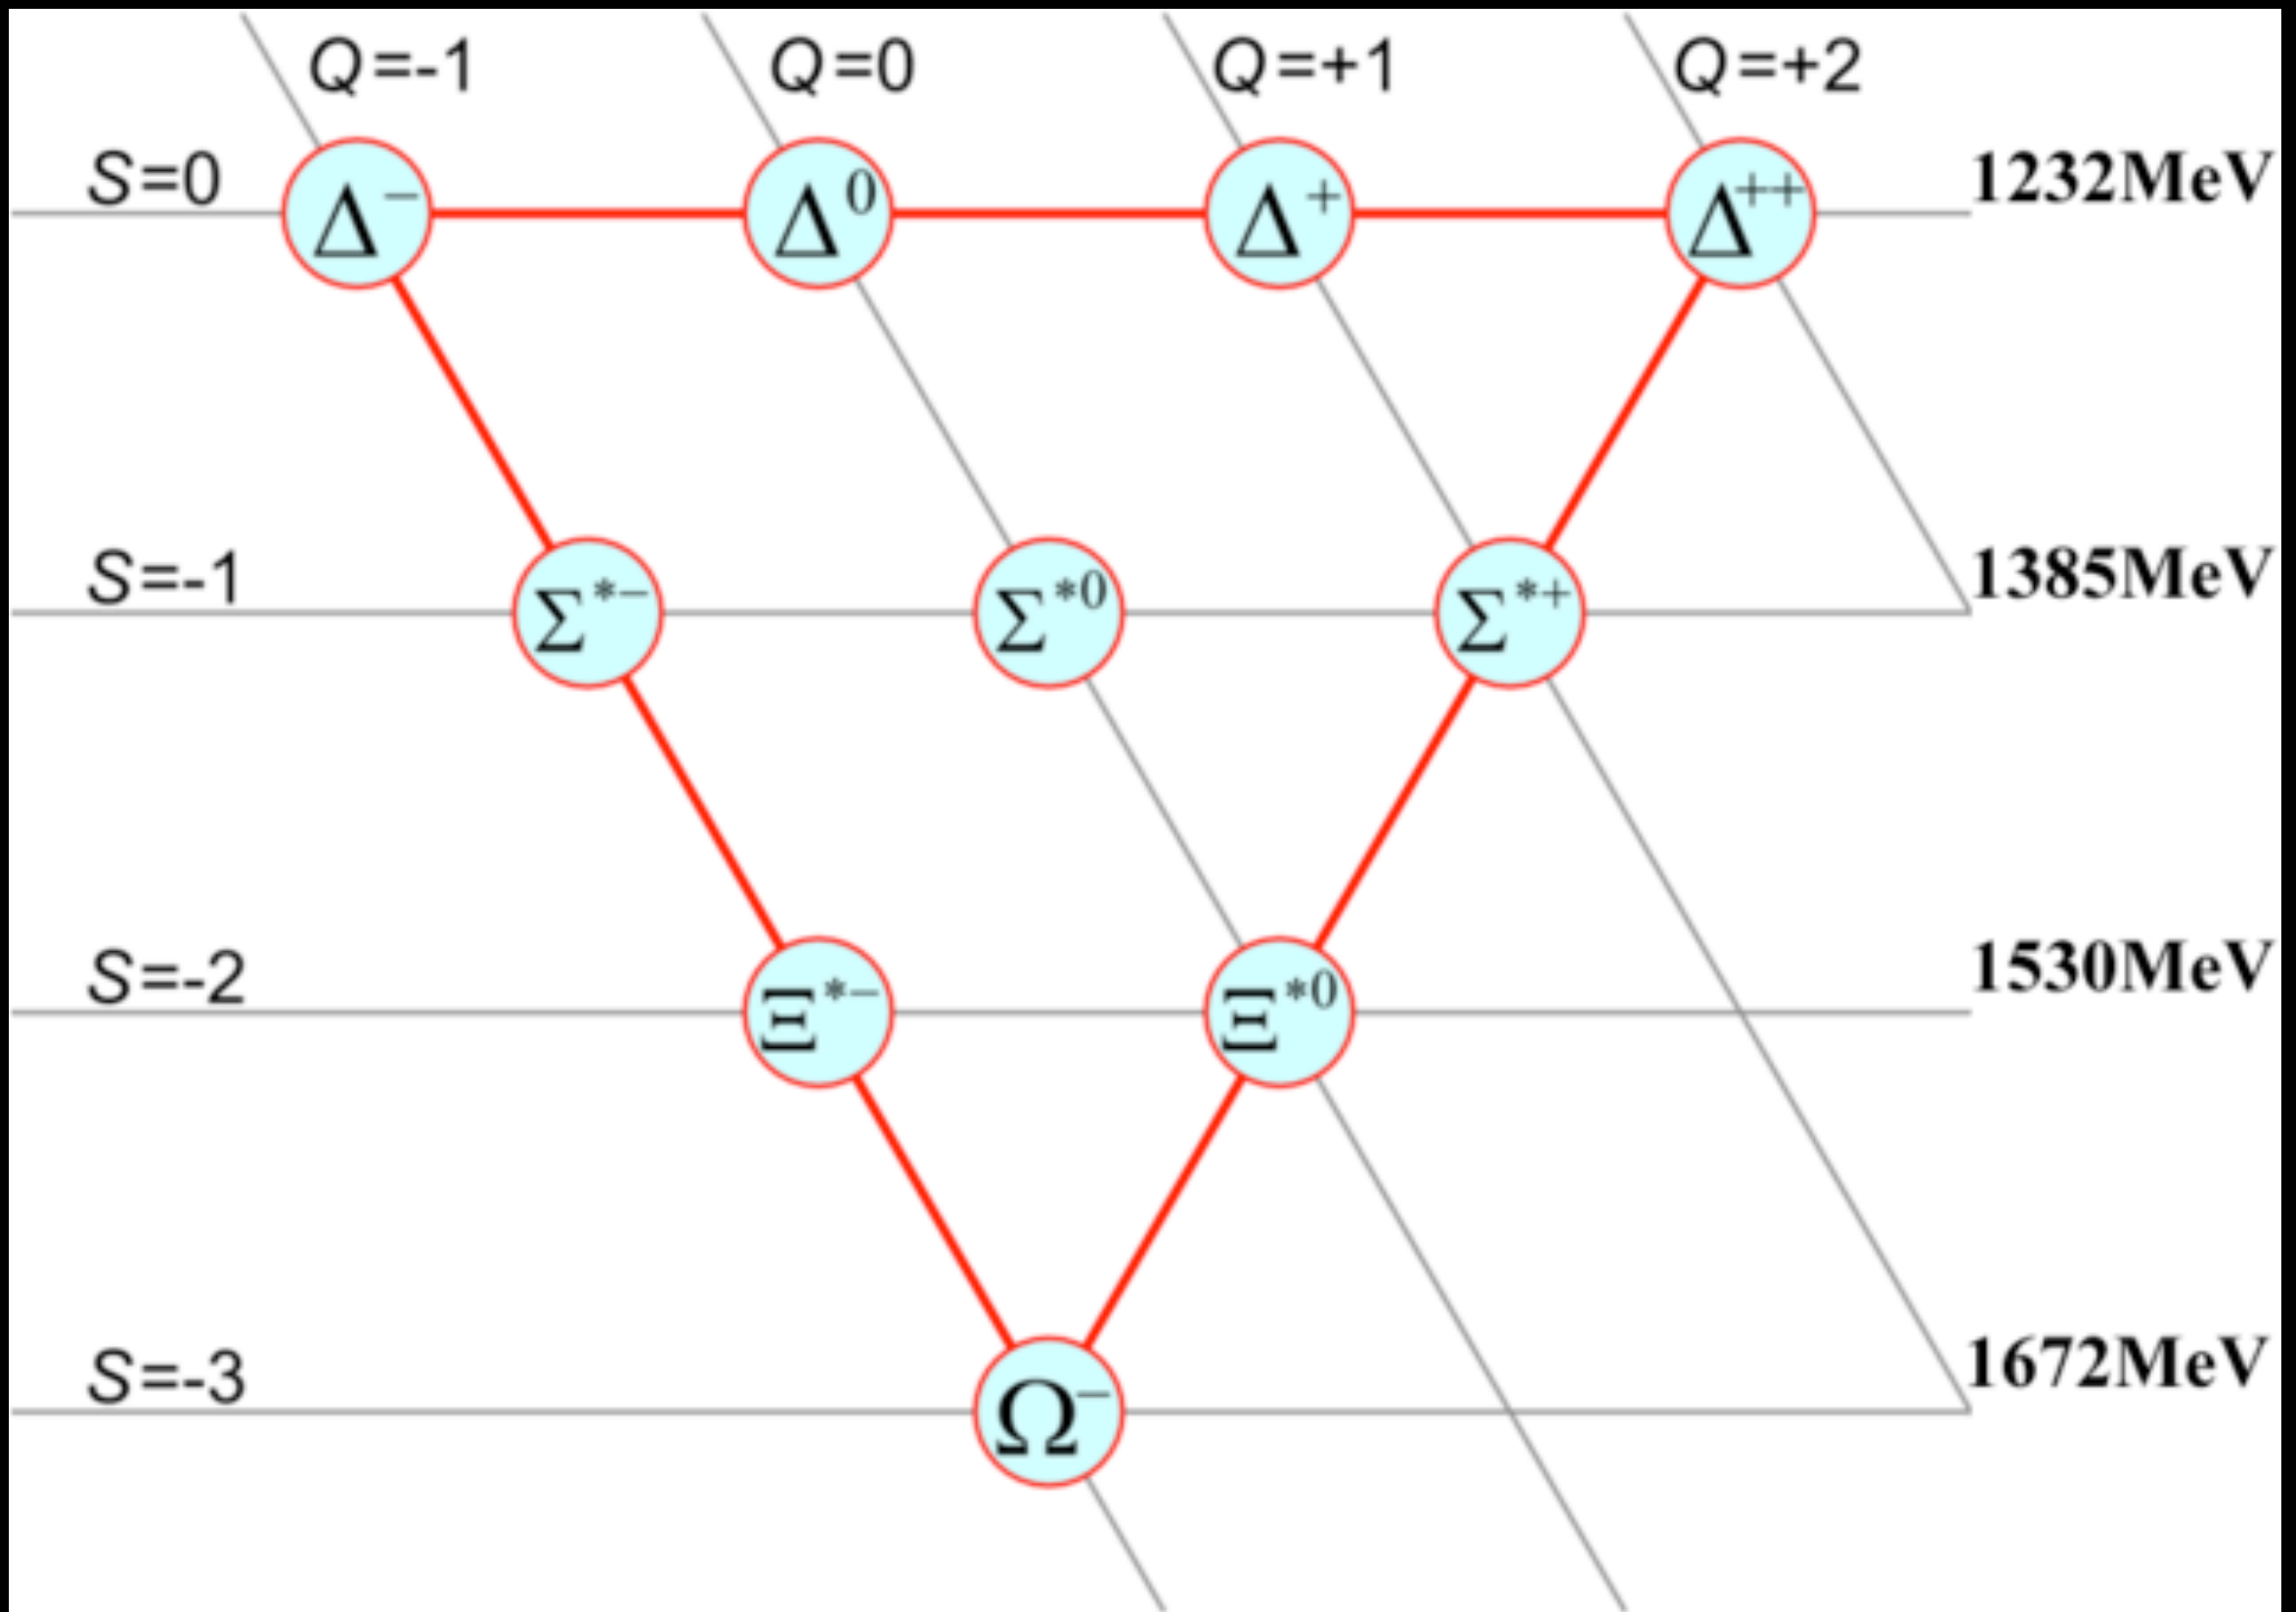 Q=-1 Q=0 Q=+1 Q=+2
S=0 1232MeV
Δ⁻ Δ⁰ Δ⁺ Δ⁺⁺
S=-1 1385MeV
Σ*⁻ Σ*⁰ Σ*⁺
S=-2 1530MeV
Ξ*⁻ Ξ*⁰
S=-3 1672MeV
Ω⁻